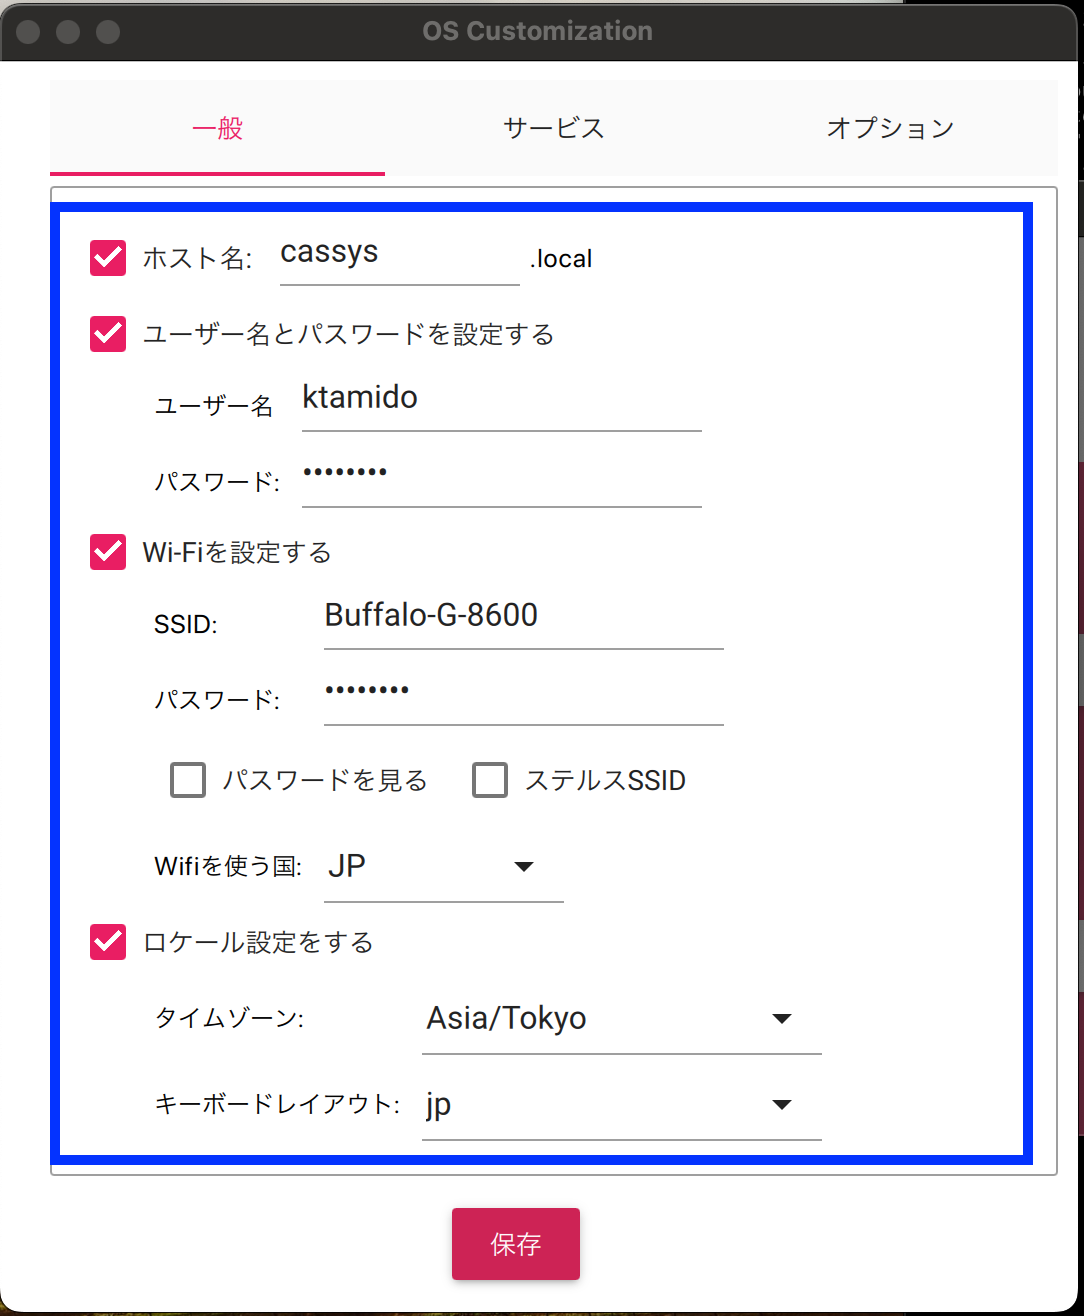 OS Customization
一般 サービス オプション
ホスト名: cassys .local
ユーザー名とパスワードを設定する
ユーザー名 ktamido
パスワード: ••••••••
Wi-Fiを設定する
SSID: Buffalo-G-8600
パスワード: ••••••••
パスワードを見る ステルスSSID
Wifiを使う国: JP
ロケール設定をする
タイムゾーン: Asia/Tokyo
キーボードレイアウト: jp
保存